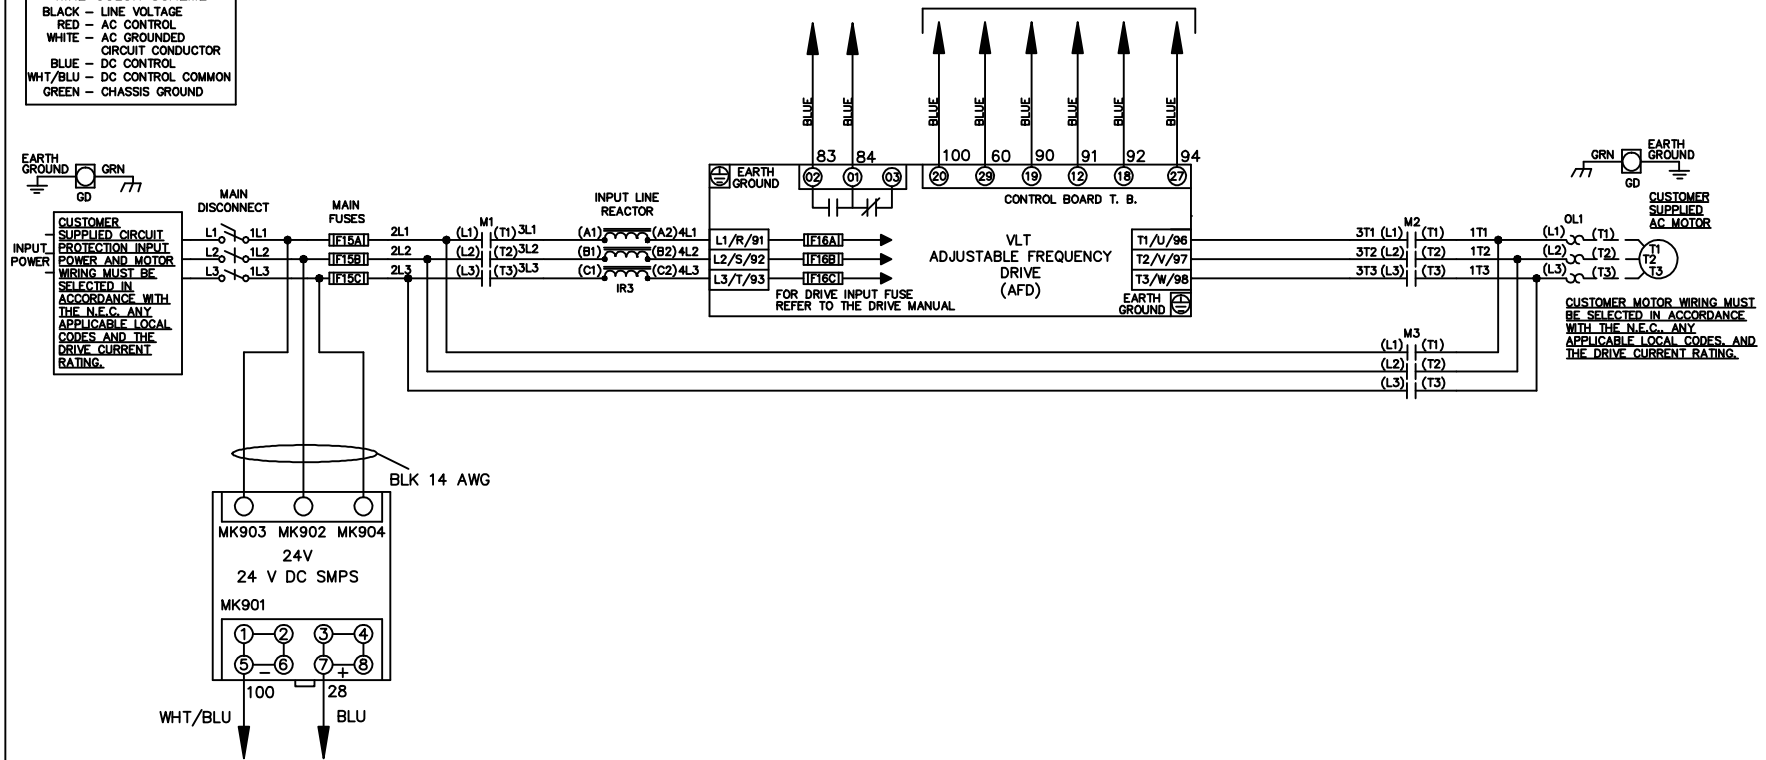 BLACK – LINE VOLTAGE
RED – AC CONTROL
WHITE – AC GROUNDED
CIRCUIT CONDUCTOR
BLUE – DC CONTROL
WHT/BLU – DC CONTROL COMMON
GREEN – CHASSIS GROUND
BLUE BLUE BLUE BLUE BLUE BLUE BLUE BLUE
83 84 100 60 90 91 92 94
02 01 03 20 29 19 12 18 27
EARTH
GROUND
GRN
GD
EARTH
GROUND
CONTROL BOARD T. B.
GRN
EARTH
GROUND
GD
CUSTOMER
SUPPLIED
AC MOTOR
INPUT
POWER
CUSTOMER
SUPPLIED CIRCUIT
PROTECTION INPUT
POWER AND MOTOR
WIRING MUST BE
SELECTED IN
ACCORDANCE WITH
THE N.E.C. ANY
APPLICABLE LOCAL
CODES AND THE
DRIVE CURRENT
RATING.
MAIN
DISCONNECT
MAIN
FUSES
M1
INPUT LINE
REACTOR
M2
OL1
L1 1L1 F15A 2L1 (L1) (T1) 3L1 (A1) (A2) 4L1 L1/R/91 F16A T1/U/96 3T1 (L1) (T1) 1T1 (L1) (T1) T1
L2 1L2 F15B 2L2 (L2) (T2) 3L2 (B1) (B2) 4L2 L2/S/92 F16B T2/V/97 3T2 (L2) (T2) 1T2 (L2) (T2) T2
L3 1L3 F15C 2L3 (L3) (T3) 3L3 (C1) (C2) 4L3 L3/T/93 F16C T3/W/98 3T3 (L3) (T3) 1T3 (L3) (T3) T3
IR3
VLT
ADJUSTABLE FREQUENCY
DRIVE
(AFD)
FOR DRIVE INPUT FUSE
REFER TO THE DRIVE MANUAL
EARTH
GROUND
CUSTOMER MOTOR WIRING MUST
BE SELECTED IN ACCORDANCE
WITH THE N.E.C., ANY
APPLICABLE LOCAL CODES, AND
THE DRIVE CURRENT RATING.
M3
(L1) (T1)
(L2) (T2)
(L3) (T3)
BLK 14 AWG
MK903 MK902 MK904
24V
24 V DC SMPS
MK901
1 2 3 4
5 6 7 8
– +
100 28
WHT/BLU BLU